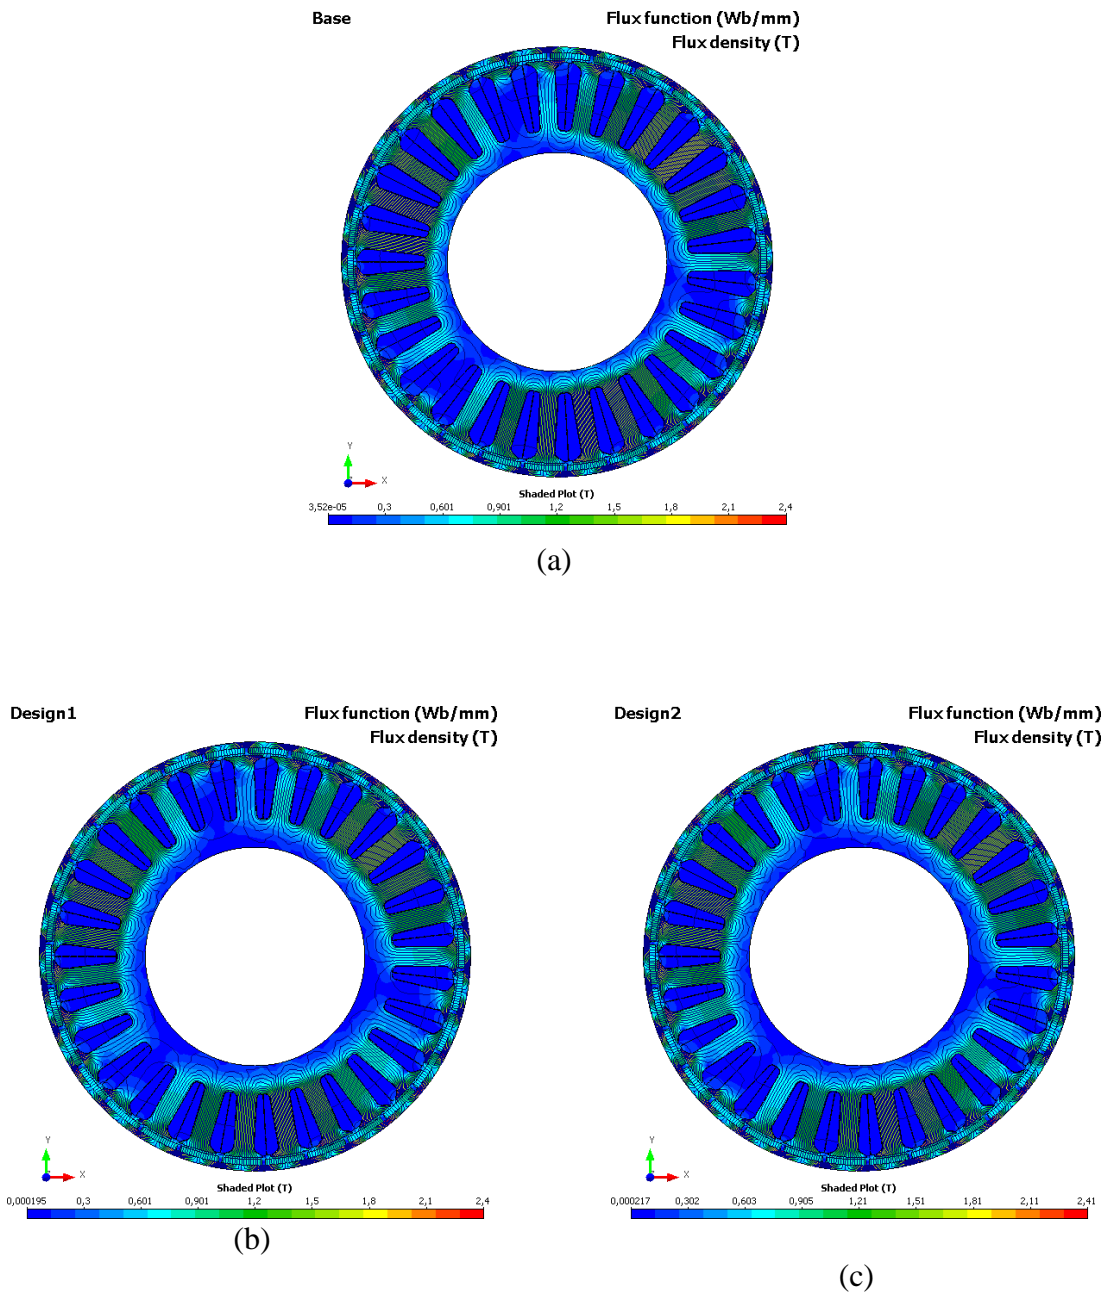 Base
Flux function (Wb/mm)
Flux density (T)
Y
X
Shaded Plot (T)
3,52e-05 0,3 0,601 0,901 1,2 1,5 1,8 2,1 2,4
(a)
Design1
Flux function (Wb/mm)
Flux density (T)
Y
X
Shaded Plot (T)
0,000195 0,3 0,601 0,901 1,2 1,5 1,8 2,1 2,4
(b)
Design2
Flux function (Wb/mm)
Flux density (T)
Y
X
Shaded Plot (T)
0,000217 0,302 0,603 0,905 1,21 1,51 1,81 2,11 2,41
(c)